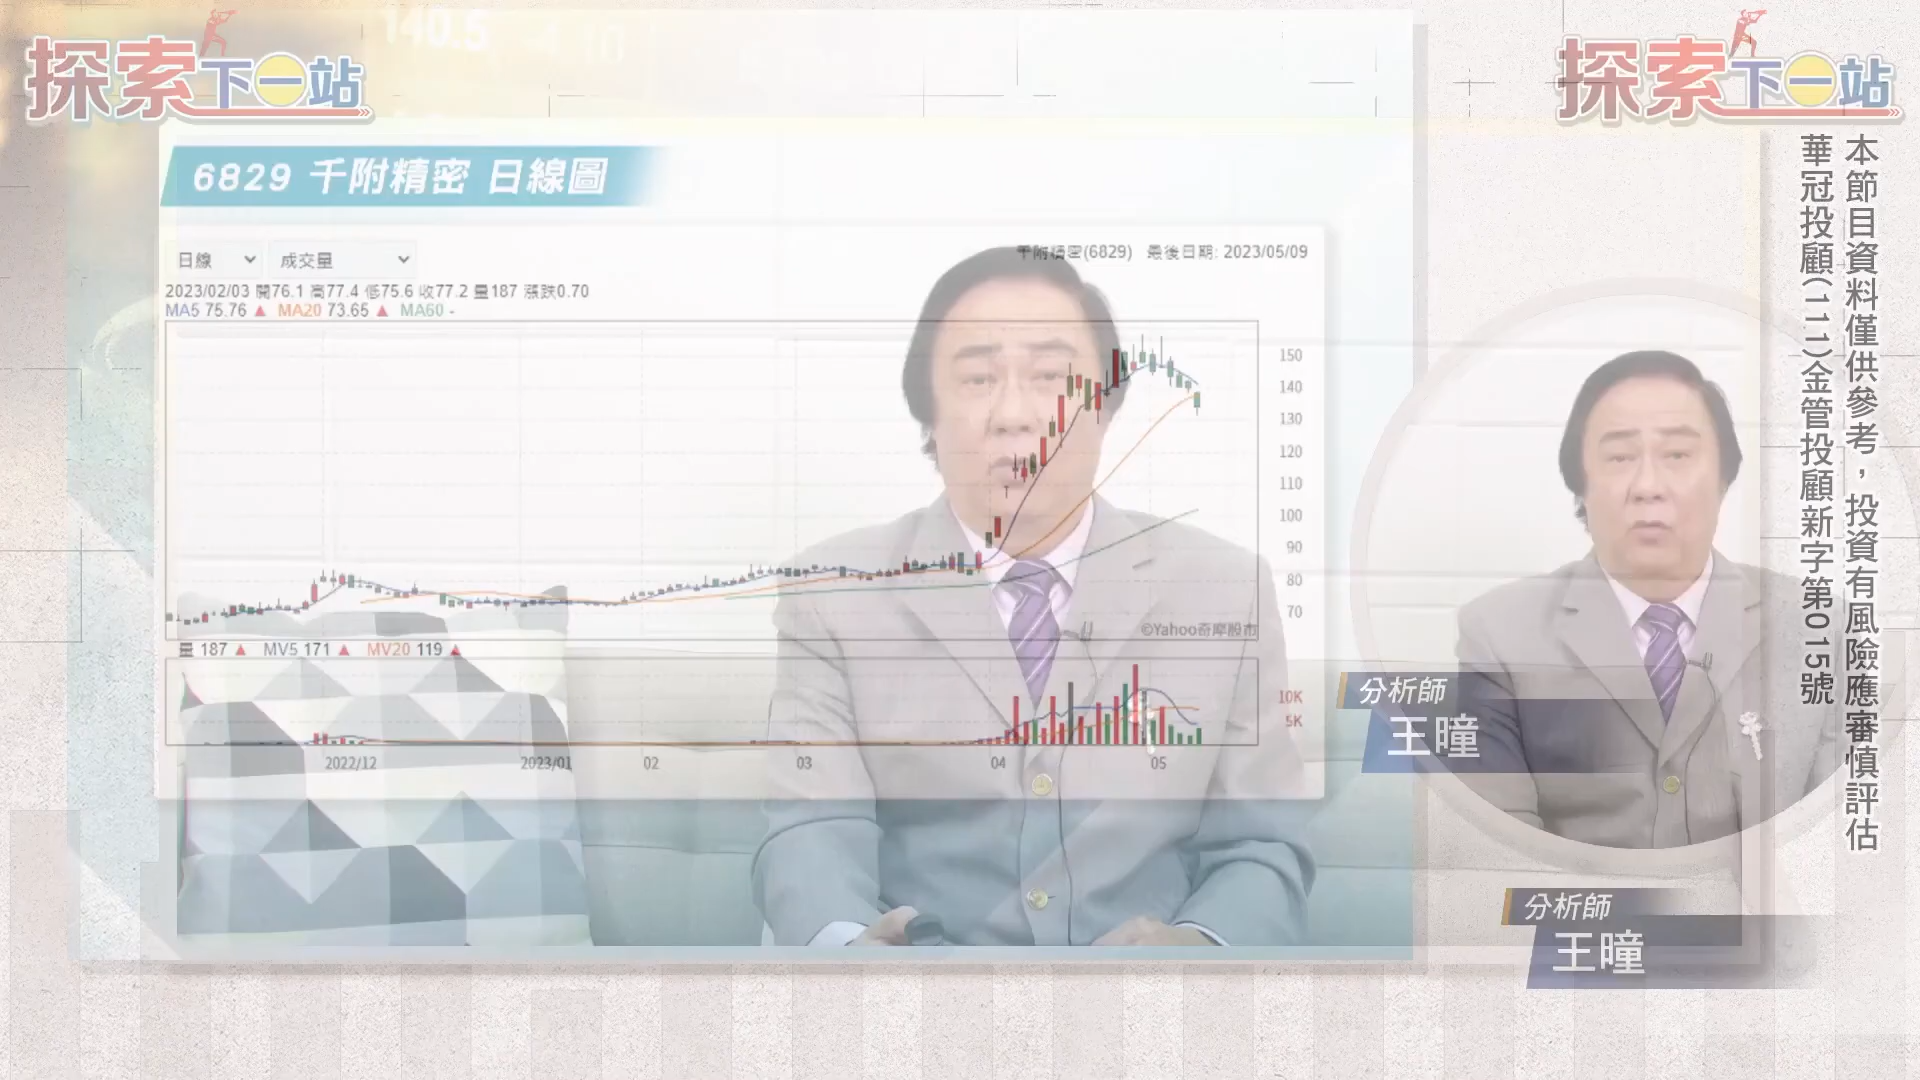 探索下一站
探索下一站
140.5
6829 千附精密 日線圖
日線
成交量
千附精密(6829) 最後日期: 2023/05/09
2023/02/03 開76.1 高77.4 低75.6 收77.2 量187 漲跌0.70
MA5 75.76 ▲ MA20 73.65 ▲ MA60 -
150
140
130
120
110
100
90
80
70
©Yahoo奇摩股市
量 187 ▲ MV5 171 ▲ MV20 119 ▲
10K
5K
2022/12
2023/01
02
03
04
05
本節目資料僅供參考，投資有風險應審慎評估
華冠投顧(111)金管投顧新字第015號
分析師
王曈
分析師
王曈